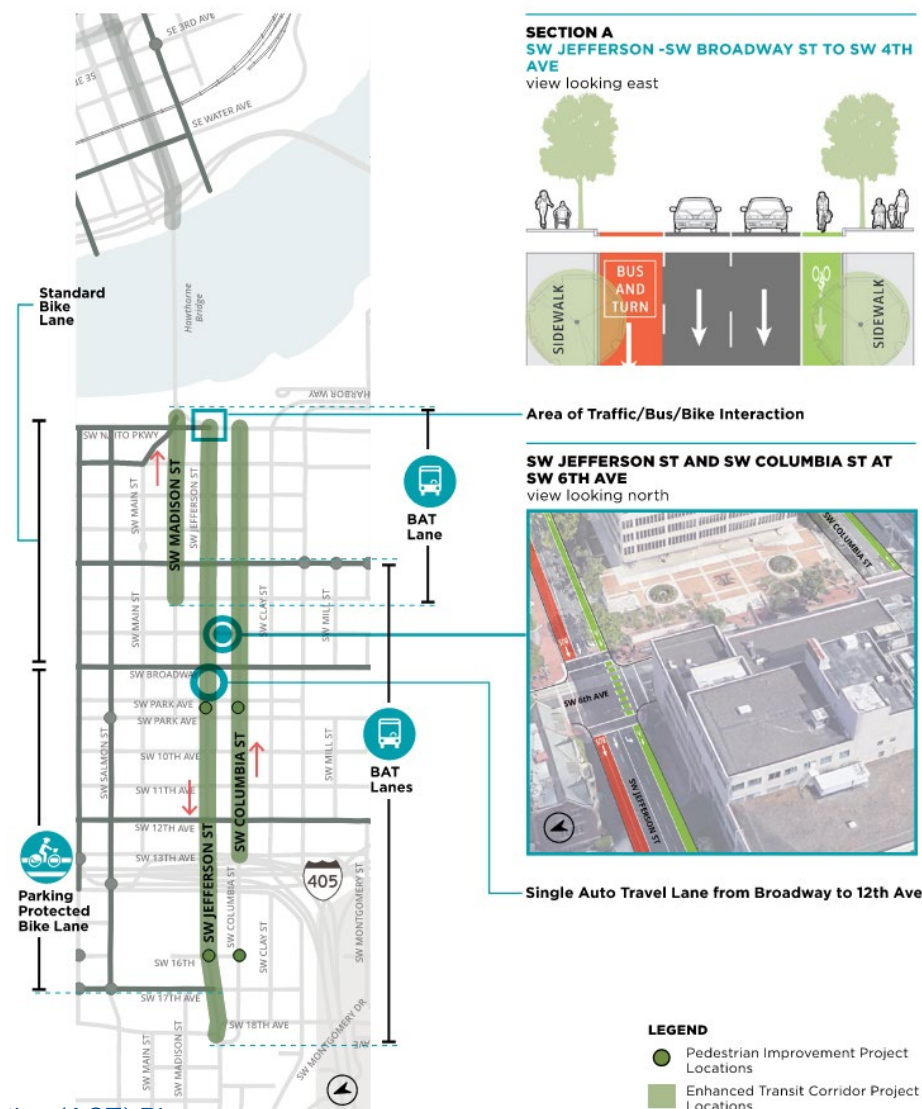 SE 3RD AVE
SE WATER AVE
Standard
Bike
Lane
Hawthorne
Bridge
HARBOR WAY
SW NAITO PKWY
SW MAIN ST
SW MADISON ST
SW JEFFERSON ST
BAT
Lane
SW MAIN ST
SW CLAY ST
SW MILL ST
SW BROADWAY
SW PARK AVE
SW PARK AVE
SW SALMON ST
SW 10TH AVE
SW 11TH AVE
SW 12TH AVE
SW 13TH AVE
SW COLUMBIA ST
SW MILL ST
BAT
Lanes
SW JEFFERSON ST
405
Parking
Protected
Bike Lane
SW COLUMBIA ST
SW CLAY ST
SW MONTGOMERY ST
SW 16TH
SW 17TH AVE
SW 18TH AVE
SW MAIN ST
SW MADISON ST
SW MONTGOMERY DR
AVE
SECTION A
SW JEFFERSON -SW BROADWAY ST TO SW 4TH
AVE
view looking east
SIDEWALK
BUS
AND
TURN
SIDEWALK
Area of Traffic/Bus/Bike Interaction
SW JEFFERSON ST AND SW COLUMBIA ST AT
SW 6TH AVE
view looking north
SW COLUMBIA ST
BUS
SW 6th AVE
BUS
SW JEFFERSON ST
Single Auto Travel Lane from Broadway to 12th Ave
LEGEND
Pedestrian Improvement Project
Locations
Enhanced Transit Corridor Project
Locations